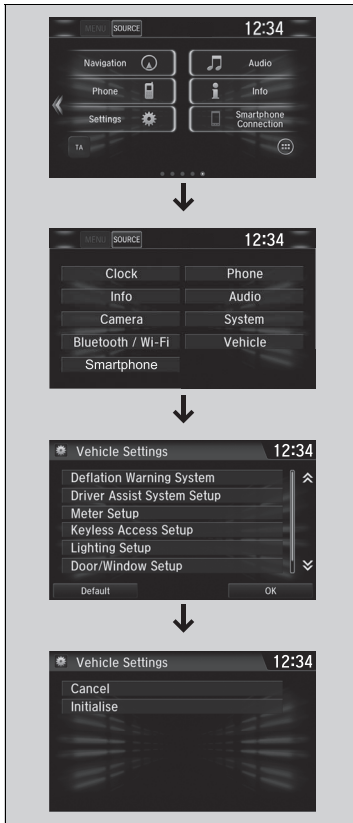 MENU SOURCE 12:34
Navigation Audio
Phone Info
Settings Smartphone
Connection
TA
MENU SOURCE 12:34
Clock Phone
Info Audio
Camera System
Bluetooth / Wi-Fi Vehicle
Smartphone
Vehicle Settings 12:34
Deflation Warning System
Driver Assist System Setup
Meter Setup
Keyless Access Setup
Lighting Setup
Door/Window Setup
Default OK
Vehicle Settings 12:34
Cancel
Initialise